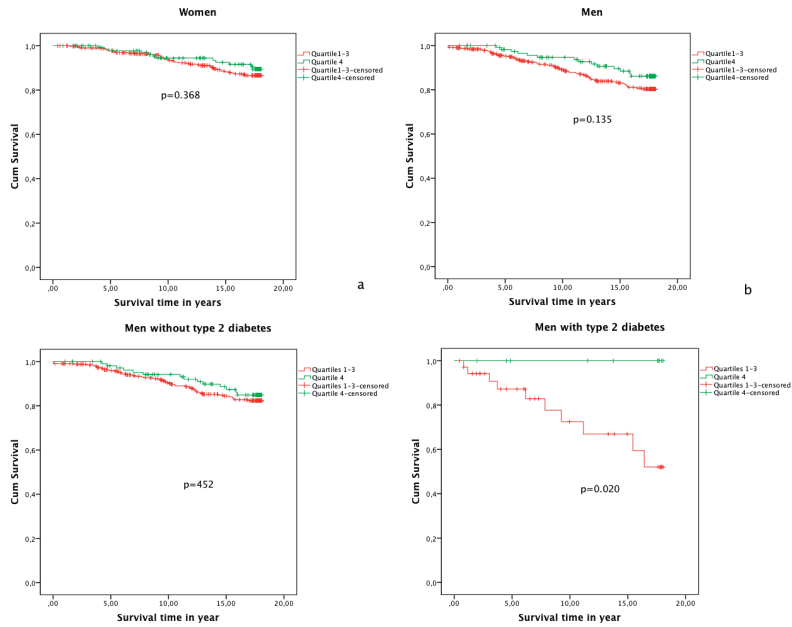 Women
1,0
0,8
0,6
0,4
0,2
0,0
Cum Survival
p=0.368
,00 5,00 10,00 15,00 20,00
Survival time in years
Quartile1-3
Quartile 4
Quartile1-3-censored
Quartile4-censored
a
Men
1,0
0,8
0,6
0,4
0,2
0,0
Cum Survival
p=0.135
,00 5,00 10,00 15,00 20,00
Survival time in years
Quartile1-3
Quartile4
Quartile1-3-censored
Quartile4-censored
b
Men without type 2 diabetes
1,0
0,8
0,6
0,4
0,2
0,0
Cum Survival
p=452
,00 5,00 10,00 15,00 20,00
Survival time in year
Quartiles 1-3
Quartile 4
Quartiles 1-3-censored
Quartile 4-censored
Men with type 2 diabetes
1,0
0,8
0,6
0,4
0,2
0,0
Cum Survival
p=0.020
,00 5,00 10,00 15,00 20,00
Survival time in year
Quartiles 1-3
Quartile 4
Quartiles 1-3-censored
Quartile 4-censored